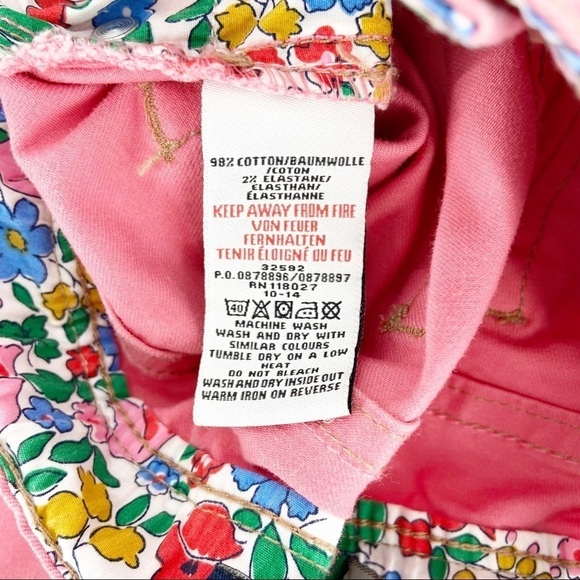 98% COTTON/BAUMWOLLE
/COTON
2% ELASTANE/
ELASTHAN/
ÉLASTHANNE
KEEP AWAY FROM FIRE
VON FEUER
FERNHALTEN
TENIR ÉLOIGNÉ DU FEU
32592
P.O.0878896/0878897
RN118027
10-14
40
MACHINE WASH
WASH AND DRY WITH
SIMILAR COLOURS
TUMBLE DRY ON A LOW
HEAT
DO NOT BLEACH
WASH AND DRY INSIDE OUT
WARM IRON ON REVERSE